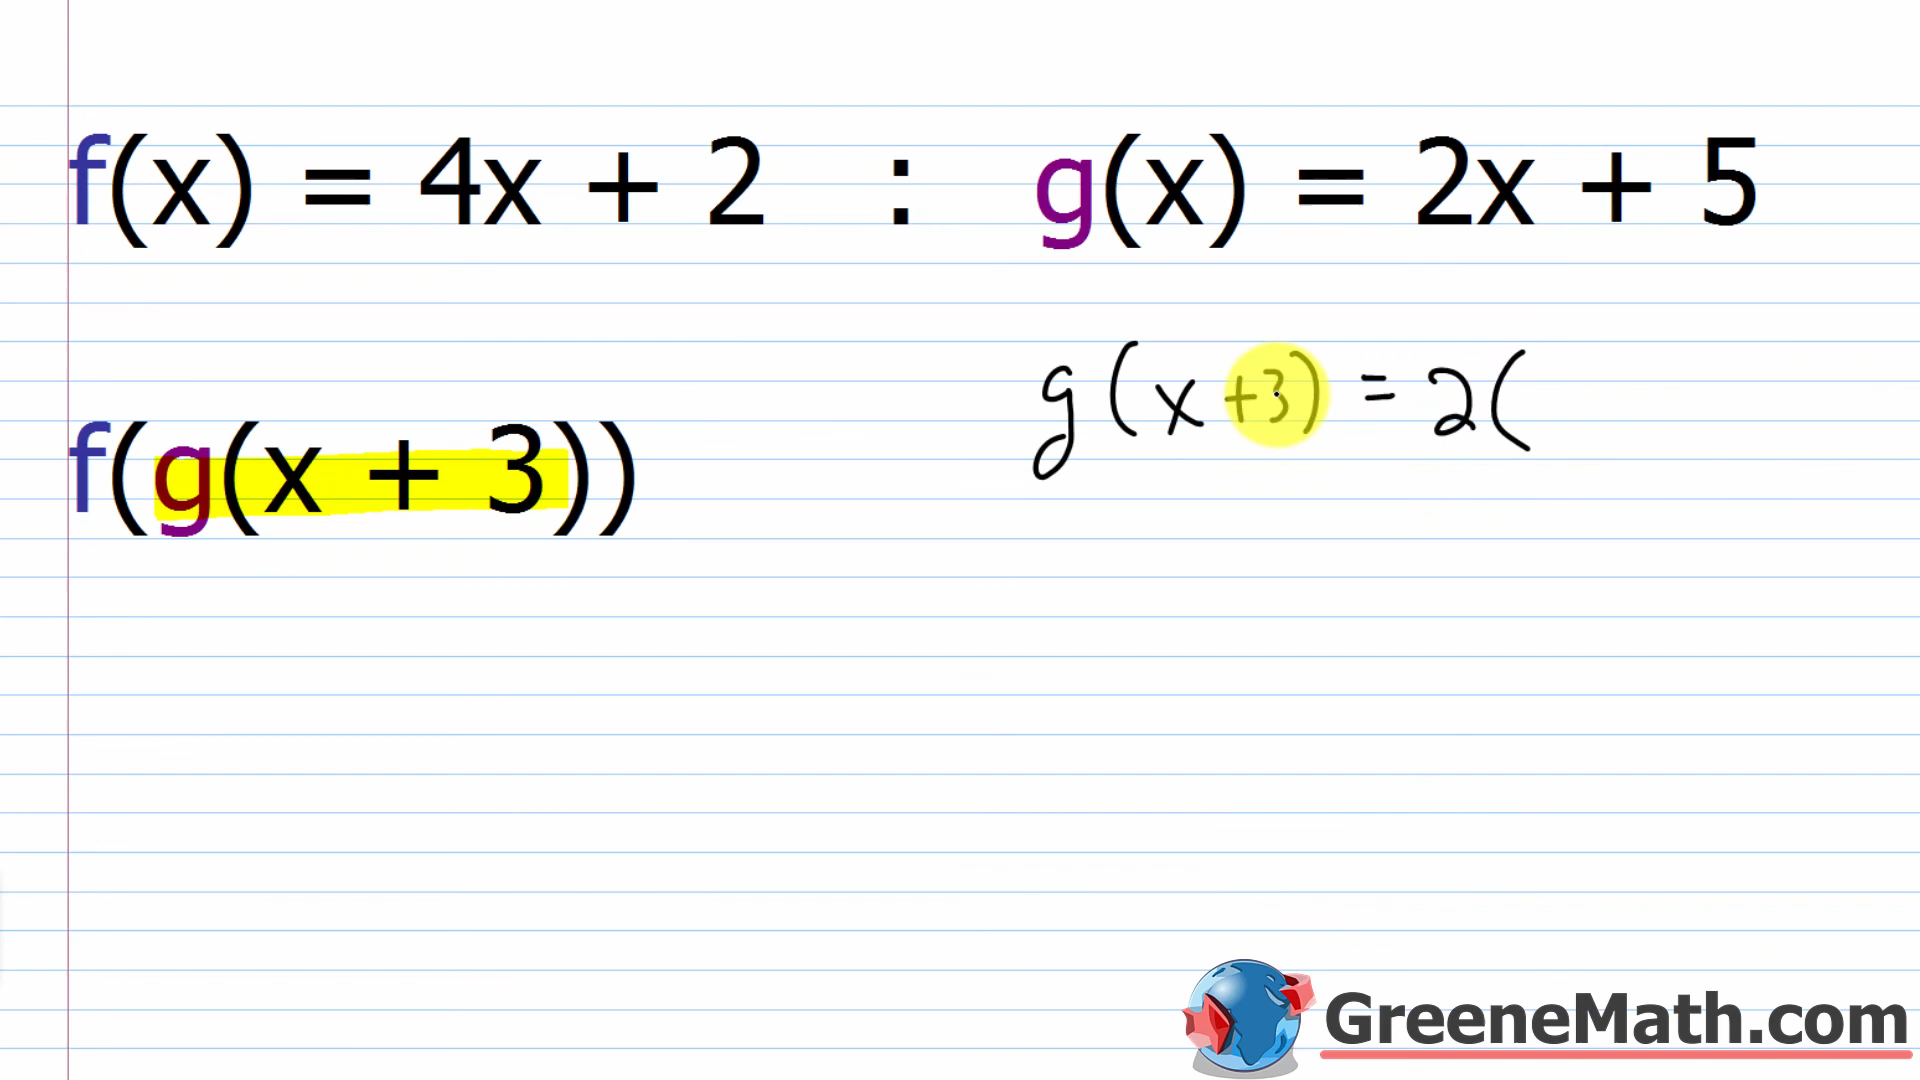 f(x) = 4x + 2 : g(x) = 2x + 5
g(x +3) = 2(
f(g(x + 3))
GreeneMath.com